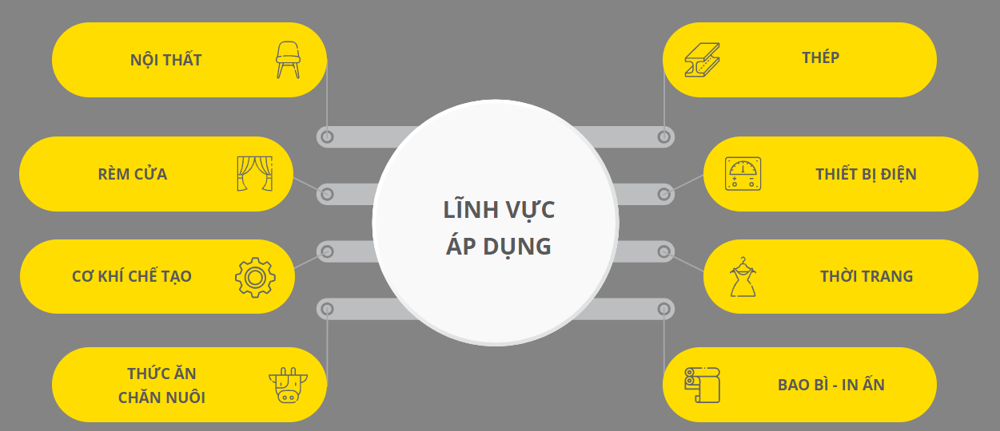 NỘI THẤT
THÉP
RÈM CỬA
THIẾT BỊ ĐIỆN
LĨNH VỰC
ÁP DỤNG
CƠ KHÍ CHẾ TẠO
THỜI TRANG
THỨC ĂN
CHĂN NUÔI
BAO BÌ - IN ẤN